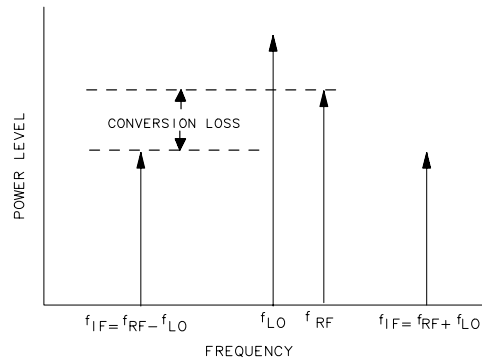 CONVERSION LOSS
POWER LEVEL
fIF= fRF− fLO
fLO
fRF
fIF= fRF+ fLO
FREQUENCY